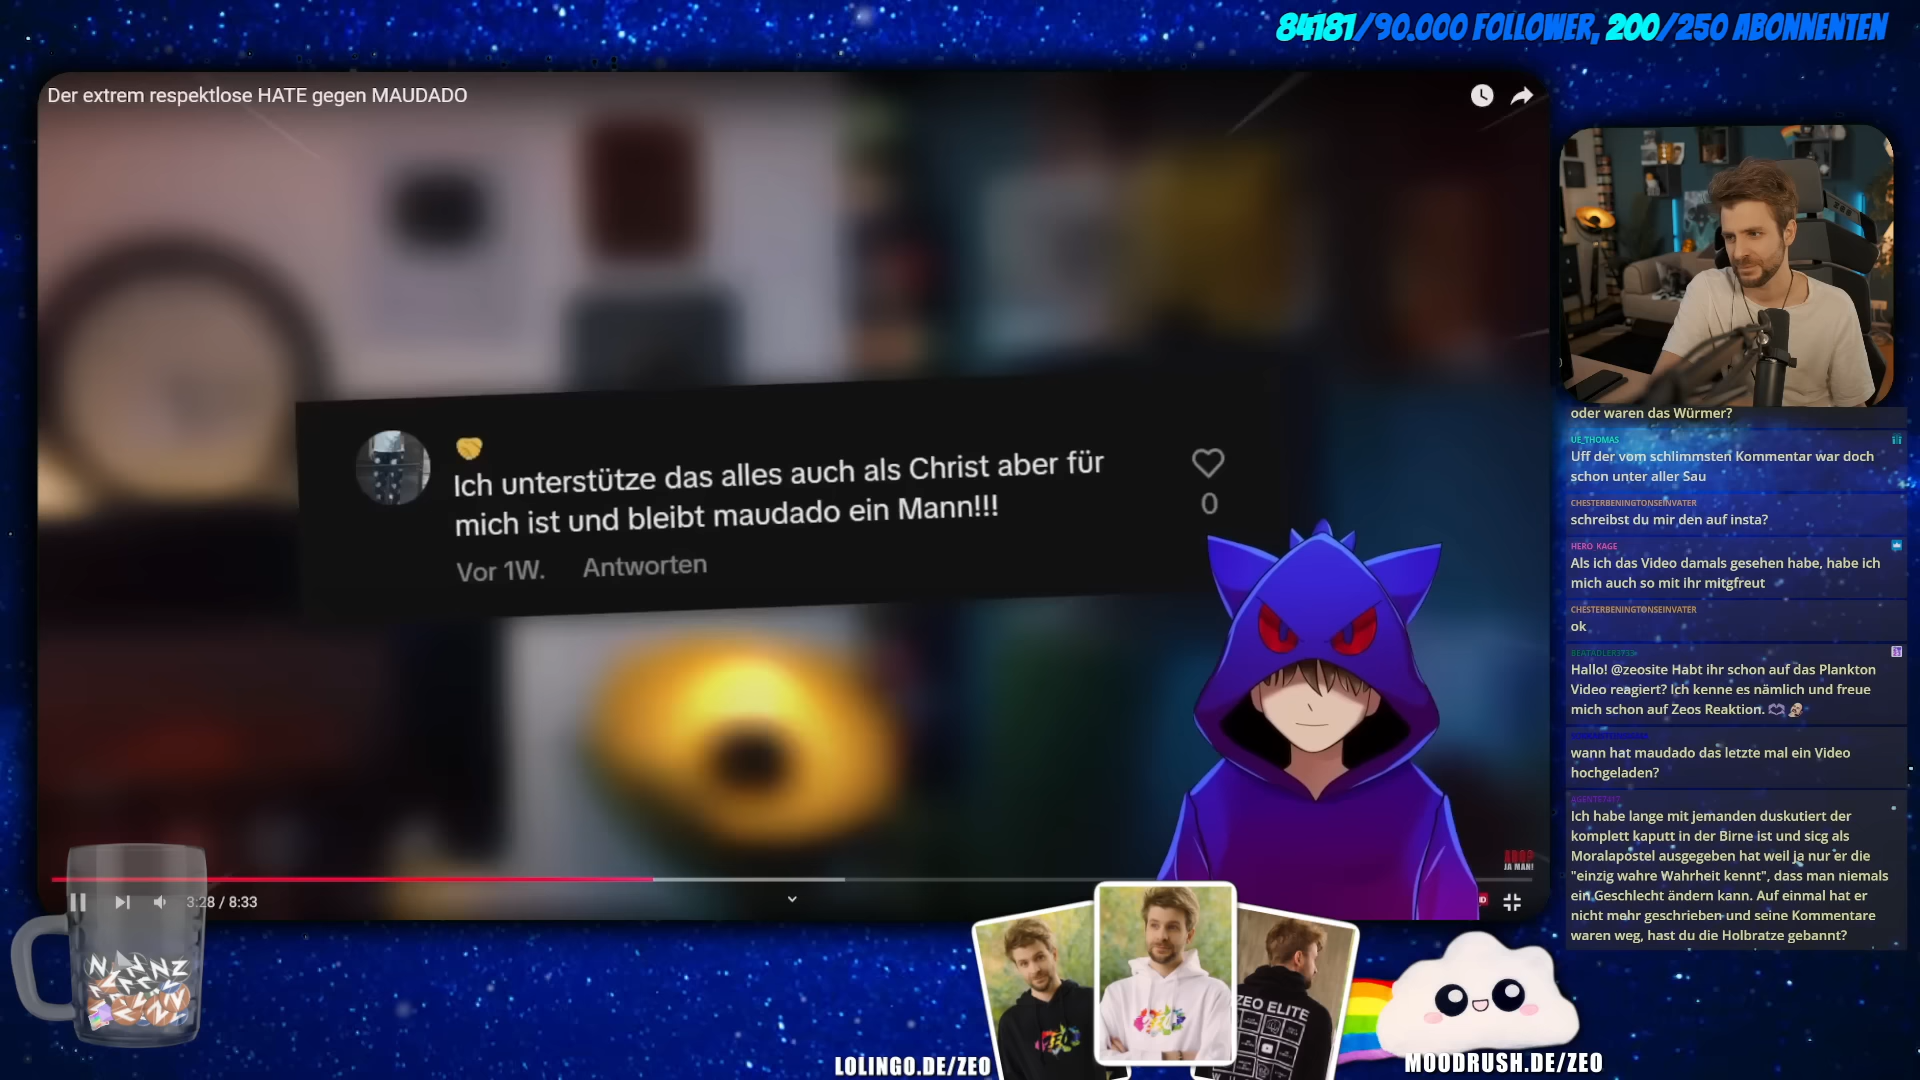 84181/90.000 FOLLOWER, 200/250 ABONNENTEN
Der extrem respektlose HATE gegen MAUDADO
Ich unterstütze das alles auch als Christ aber für
mich ist und bleibt maudado ein Mann!!!
0
Vor 1W. Antworten
3:28 / 8:33
JA MAN!
oder waren das Würmer?
UE_THOMAS
Uff der vom schlimmsten Kommentar war doch
schon unter aller Sau
CHESTERBENINGTONSEINVATER
schreibst du mir den auf insta?
HERO_KAGE
Als ich das Video damals gesehen habe, habe ich
mich auch so mit ihr mitgfreut
CHESTERBENINGTONSEINVATER
ok
Hallo! @zeosite Habt ihr schon auf das Plankton
Video reagiert? Ich kenne es nämlich und freue
mich schon auf Zeos Reaktion.
wann hat maudado das letzte mal ein Video
hochgeladen?
Ich habe lange mit jemanden duskutiert der
komplett kaputt in der Birne ist und sicg als
Moralapostel ausgegeben hat weil ja nur er die
"einzig wahre Wahrheit kennt", dass man niemals
ein Geschlecht ändern kann. Auf einmal hat er
nicht mehr geschrieben und seine Kommentare
waren weg, hast du die Holbratze gebannt?
ZEO ELITE
LOLINGO.DE/ZEO
MOODRUSH.DE/ZEO